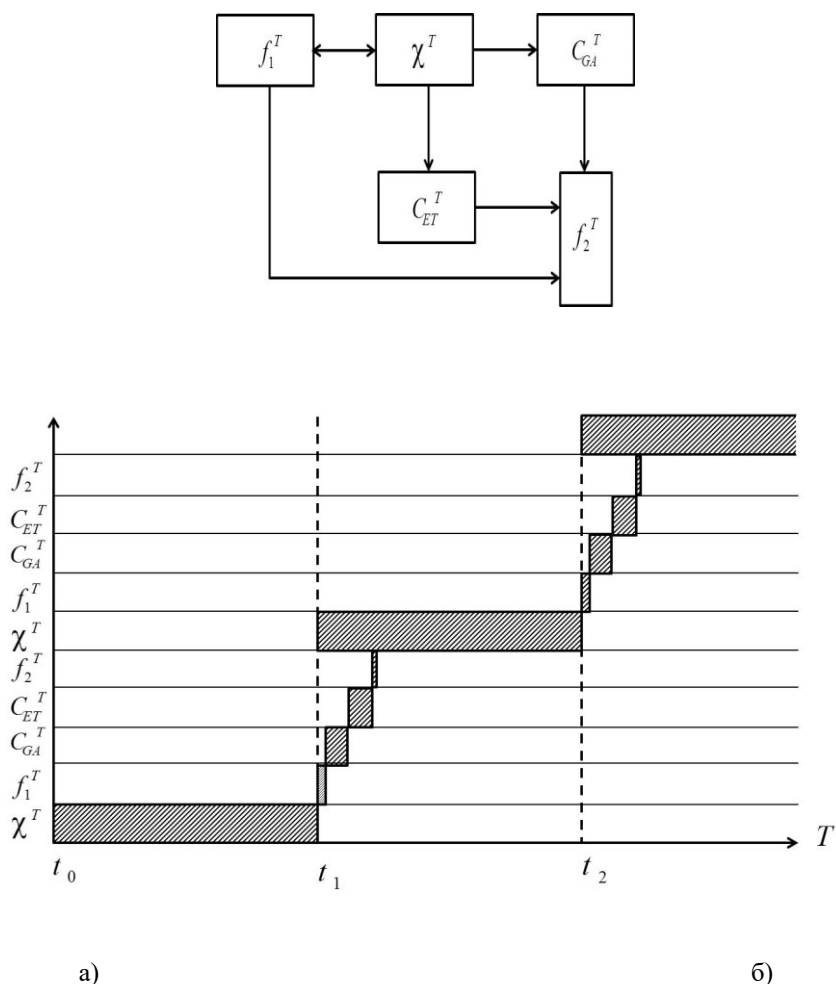 f₁ᵀ χᵀ C_GAᵀ
C_ETᵀ f₂ᵀ
f₂ᵀ
C_ETᵀ
C_GAᵀ
f₁ᵀ
χᵀ
f₂ᵀ
C_ETᵀ
C_GAᵀ
f₁ᵀ
χᵀ T
t₀ t₁ t₂
а) б)